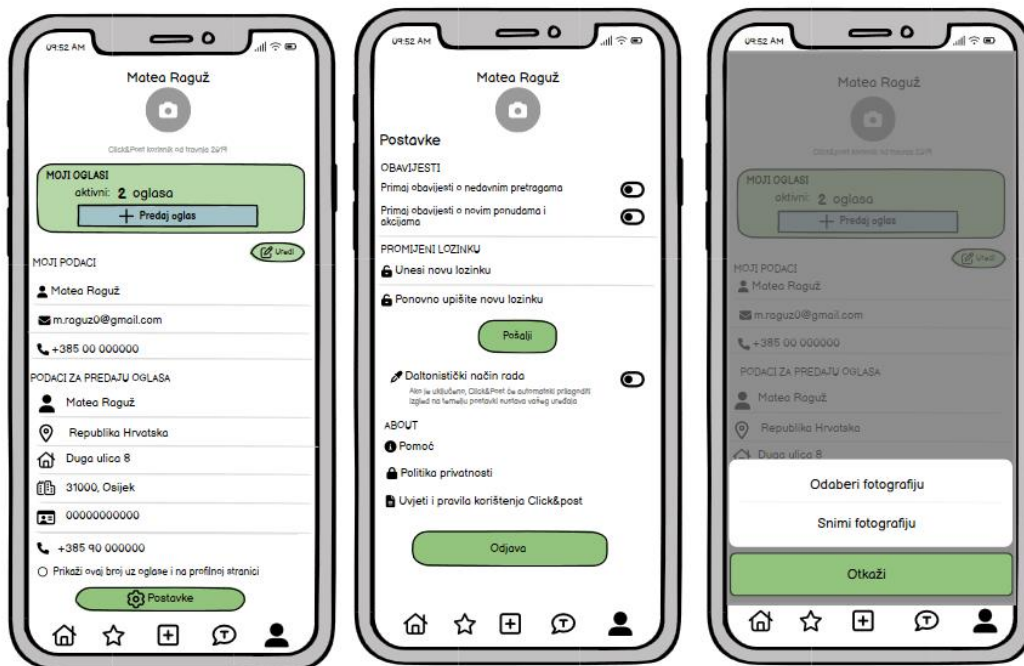 09:52 AM
Matea Raguž
Click&Post korisnik od travnja 2019
MOJI OGLASI
aktivni: 2 oglasa
+ Predaj oglas
Uredi
MOJI PODACI
Matea Raguž
m.raguz0@gmail.com
+385 00 000000
PODACI ZA PREDAJU OGLASA
Matea Raguž
Republika Hrvatska
Duga ulica 8
31000, Osijek
00000000000
+385 90 000000
Prikaži ovaj broj uz oglase i na profilnoj stranici
Postavke
T
09:52 AM
Matea Raguž
Postavke
OBAVIJESTI
Primaj obavijesti o nedavnim pretragama
Primaj obavijesti o novim ponudama i
akcijama
PROMIJENI LOZINKU
Unesi novu lozinku
Ponovno upišite novu lozinku
Pošalji
Daltonistički način rada
Ako je uključeno, Click&Post će automatski prilagoditi
izgled na temelju postavki sustava vašeg uređaja
ABOUT
Pomoć
Politika privatnosti
Uvjeti i pravila korištenja Click&post
Odjava
T
09:52 AM
Matea Raguž
Click&Post korisnik od travnja 2019
MOJI OGLASI
aktivni: 2 oglasa
+ Predaj oglas
Uredi
MOJI PODACI
Matea Raguž
m.raguz0@gmail.com
+385 00 000000
PODACI ZA PREDAJU OGLASA
Matea Raguž
Republika Hrvatska
Duga ulica 8
Odaberi fotografiju
Snimi fotografiju
Otkaži
T